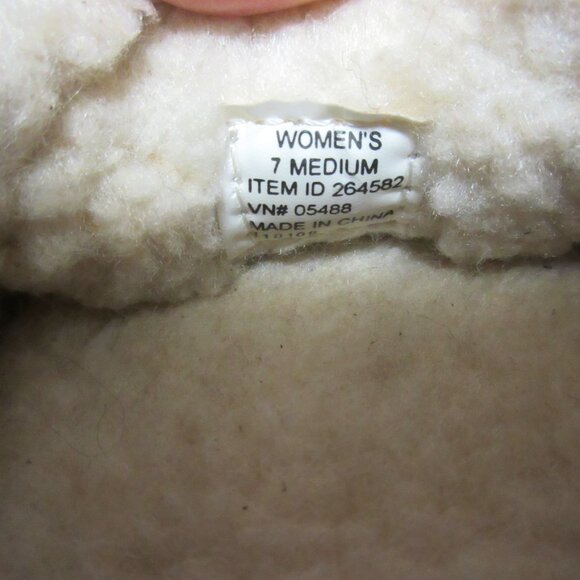 WOMEN'S
7 MEDIUM
ITEM ID 264582
VN# 05488
MADE IN CHINA